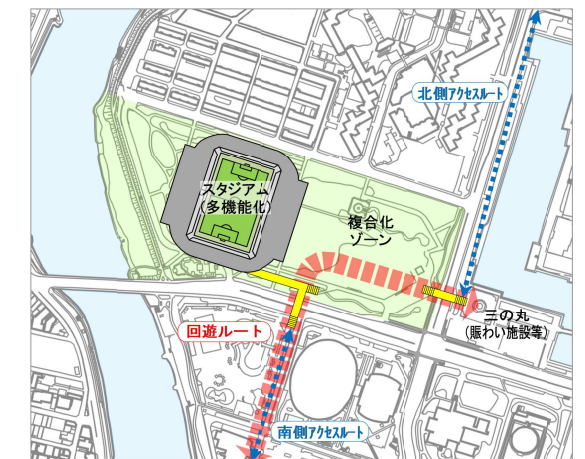 北側アクセスルート
スタジアム
(多機能化)
複合化
ゾーン
三の丸
(賑わい施設等)
回遊ルート
南側アクセスルート